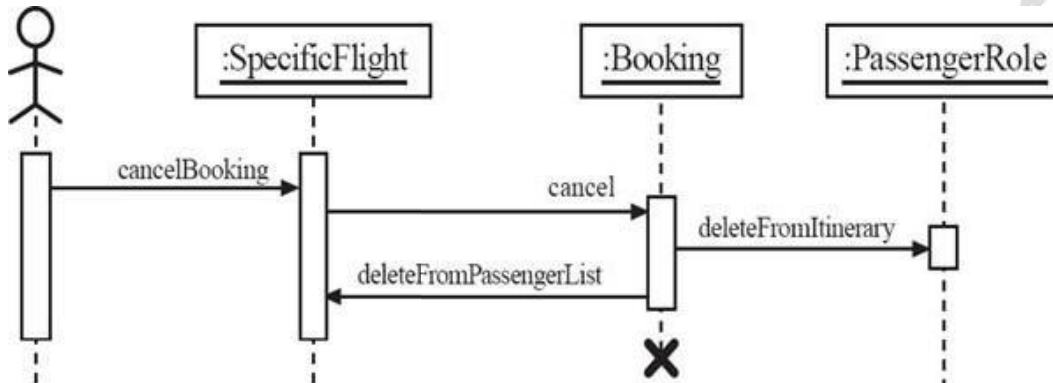 :SpecificFlight
:Booking
:PassengerRole
cancelBooking
cancel
deleteFromItinerary
deleteFromPassengerList